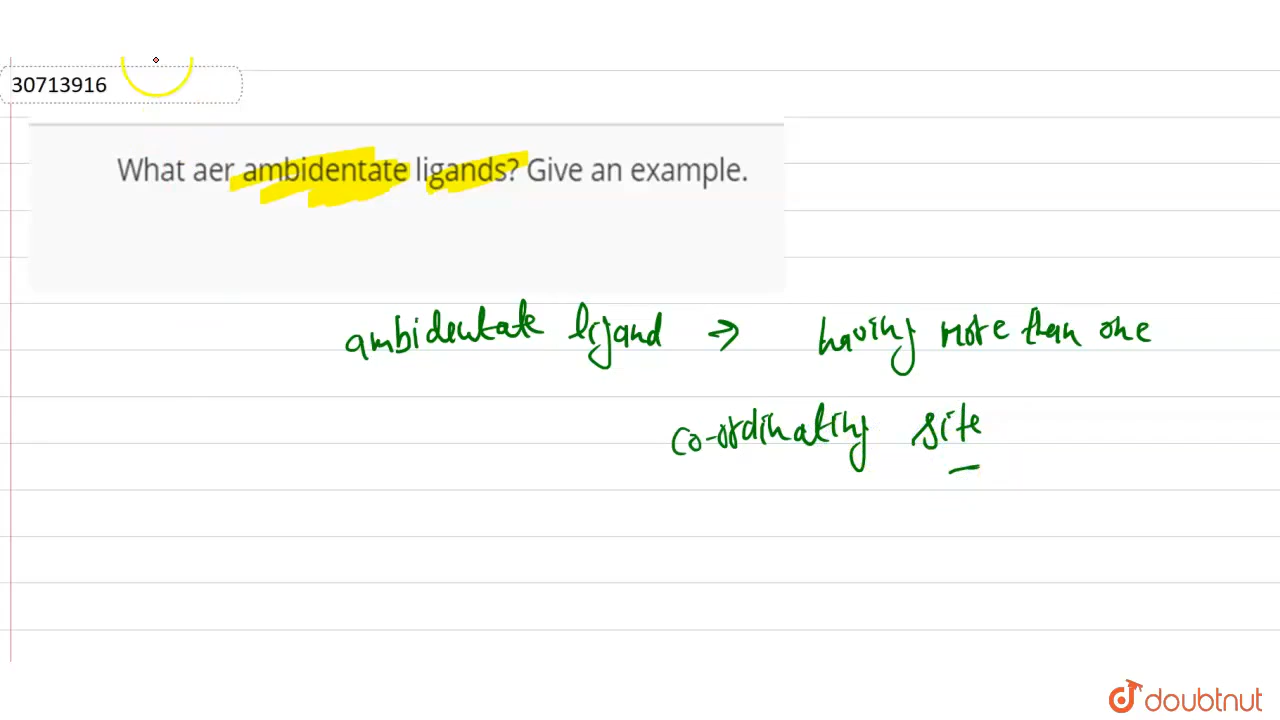 30713916
What aer ambidentate ligands? Give an example.
ambidentate ligand → having more than one
co-ordinating site
doubtnut